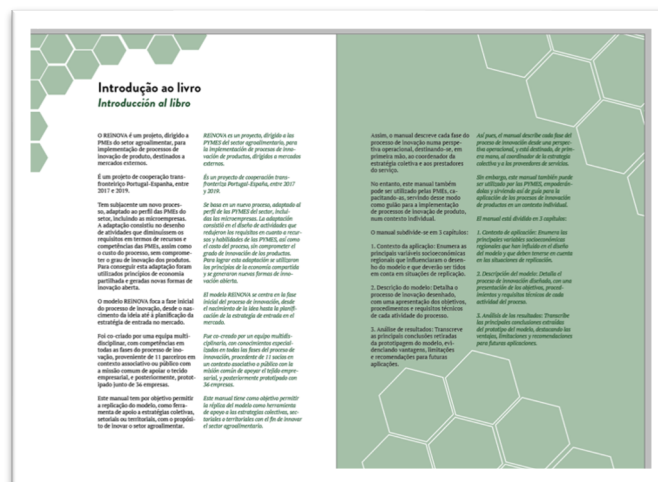 Introdução ao livro
Introducción al libro
O REINOVA é um projeto, dirigido a
PMEs do setor agroalimentar, para
implementação de processos de
inovação de produto, destinados a
mercados externos.
É um projeto de cooperação trans-
fronteiriço Portugal-Espanha, entre
2017 e 2019.
Tem subjacente um novo proces-
so, adaptado ao perfil das PMEs do
setor, incluindo as microempresas.
A adaptação consistiu no desenho
de atividades que diminuissem os
requisitos em termos de recursos e
competências das PMEs, assim como
o custo do processo, sem comprome-
ter o grau de inovação dos produtos.
Para conseguir esta adaptação foram
utilizados princípios de economia
partilhada e geradas novas formas de
inovação aberta.
O modelo REINOVA foca a fase inicial
do processo de inovação, desde o nas-
cimento da ideia até à planificação da
estratégia de entrada no mercado.
Foi co-criado por uma equipa multi-
disciplinar, com competências em
todas as fases do processo de ino-
vação, proveniente de 11 parceiros em
contexto associativo ou público com
a missão comum de apoiar o tecido
empresarial, e posteriormente, protot-
ipado junto de 36 empresas.
Este manual tem por objetivo permitir
a replicação do modelo, como ferra-
menta de apoio a estratégias coletivas,
setoriais ou territoriais, com o propósi-
to de inovar o setor agroalimentar.
REINOVA es un proyecto, dirigido a las
PYMES del sector agroalimentario, para
la implementación de procesos de inno-
vación de productos, dirigidos a mercados
externos.
És un proyecto de cooperación trans-
fronteriza Portugal-España, entre 2017
y 2019.
Se basa en un nuevo proceso, adaptado al
perfil de las PYMES del sector, inclui-
das las microempresas. La adaptación
consistió en el diseño de actividades que
redujeron los requisitos en cuanto a recur-
sos y habilidades de las PYMES, así como
el costo del proceso, sin comprometer el
grado de innovación de los productos.
Para lograr esta adaptación se utilizaron
los principios de la economía compartida
y se generaron nuevas formas de inno-
vación abierta.
El modelo REINOVA se centra en la fase
inicial del proceso de innovación, desde
el nacimiento de la idea hasta la planifi-
cación de la estrategia de entrada en el
mercado.
Fue co-creado por un equipo multidis-
ciplinario, con conocimientos especial-
izados en todas las fases del proceso de
innovación, procedente de 11 socios en
un contexto asociativo o público con la
misión común de apoyar el tejido empre-
sarial, y posteriormente prototipado con
36 empresas.
Este manual tiene como objetivo permitir
la réplica del modelo como herramienta
de apoyo a las estrategias colectivas, sec-
toriales o territoriales con el fin de innovar
el sector agroalimentario.
Assim, o manual descreve cada fase do
processo de inovação numa perspe-
tiva operacional, destinando-se, em
primeira mão, ao coordenador da
estratégia coletiva e aos prestadores
do serviço.
No entanto, este manual também
pode ser utilizado pelas PMEs, ca-
pacitando-as, servindo desse modo
como guião para a implementação
de processos de inovação de produto,
num contexto individual.
O manual subdivide-se em 3 capítulos:
1. Contexto da aplicação: Enumera as
principais variáveis socioeconómicas
regionais que influenciaram o desen-
ho do modelo e que deverão ser tidos
em conta em situações de replicação.
2. Descrição do modelo: Detalha o
processo de inovação desenhado,
com uma apresentação dos objetivos,
procedimentos e requisitos técnicos
de cada atividade do processo.
3. Análise de resultados: Transcreve
as principais conclusões retiradas
da prototipagem do modelo, evi-
denciando vantagens, limitações
e recomendações para futuras
aplicações.
Así pues, el manual describe cada fase del
proceso de innovación desde una perspec-
tiva operacional, y está destinado, de prim-
era mano, al coordinador de la estrategia
colectiva y a los proveedores de servicios.
Sin embargo, este manual también puede
ser utilizado por las PYMES, empoderán-
dolas y sirviendo así de guía para la
aplicación de los procesos de innovación
de productos en un contexto individual.
El manual está dividido en 3 capítulos:
1. Contexto de aplicación: Enumera las
principales variables socioeconómicas
regionales que han influido en el diseño
del modelo y que deben tenerse en cuenta
en las situaciones de replicación.
2. Descripción del modelo: Detalla el
proceso de innovación diseñado, con una
presentación de los objetivos, procedi-
mientos y requisitos técnicos de cada
actividad del proceso.
3. Análisis de los resultados: Transcribe
las principales conclusiones extraídas
del prototipo del modelo, destacando las
ventajas, limitaciones y recomendaciones
para futuras aplicaciones.